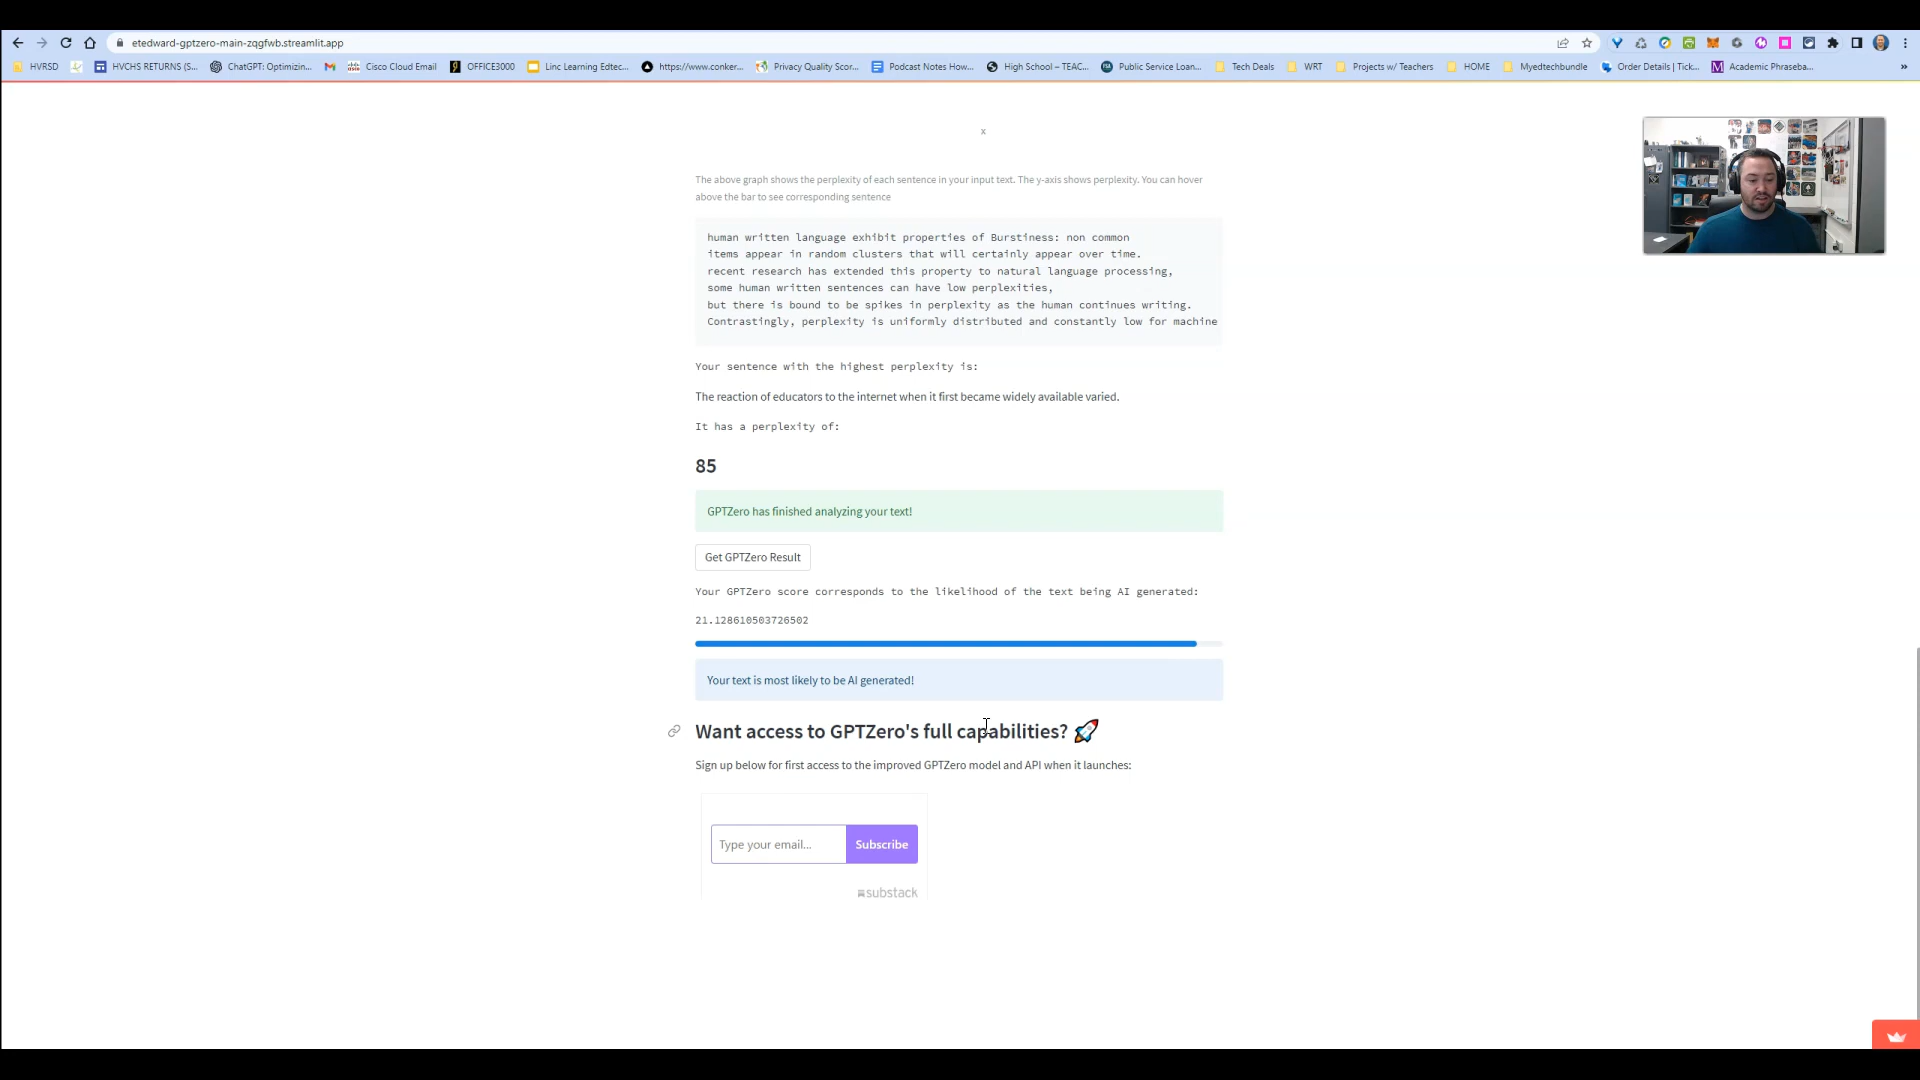 etedward-gptzero-main-zqgfwb.streamlit.app
HVRSD
HVCHS RETURNS (S...
ChatGPT: Optimizin...
Cisco Cloud Email
OFFICE3000
Linc Learning Edtec...
https://www.conker...
Privacy Quality Scor...
Podcast Notes How...
High School – TEAC...
Public Service Loan...
Tech Deals
WRT
Projects w/ Teachers
HOME
Myedtechbundle
Order Details | Tick...
Academic Phraseba...
»
x
The above graph shows the perplexity of each sentence in your input text. The y-axis shows perplexity. You can hover
above the bar to see corresponding sentence
human written language exhibit properties of Burstiness: non common
items appear in random clusters that will certainly appear over time.
recent research has extended this property to natural language processing,
some human written sentences can have low perplexities,
but there is bound to be spikes in perplexity as the human continues writing.
Contrastingly, perplexity is uniformly distributed and constantly low for machine
Your sentence with the highest perplexity is:
The reaction of educators to the internet when it first became widely available varied.
It has a perplexity of:
85
GPTZero has finished analyzing your text!
Get GPTZero Result
Your GPTZero score corresponds to the likelihood of the text being AI generated:
21.128610503726502
Your text is most likely to be AI generated!
Want access to GPTZero's full capabilities? 🚀
Sign up below for first access to the improved GPTZero model and API when it launches:
Type your email...
Subscribe
substack